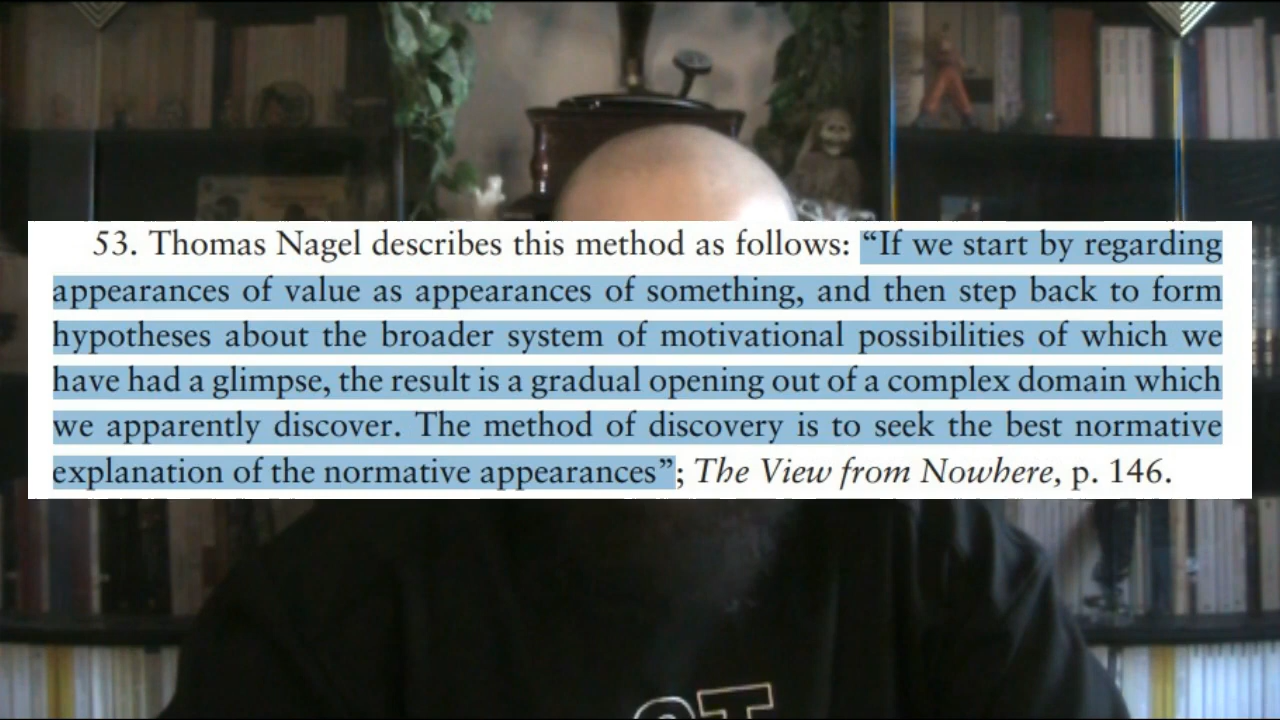 53. Thomas Nagel describes this method as follows: “If we start by regarding
appearances of value as appearances of something, and then step back to form
hypotheses about the broader system of motivational possibilities of which we
have had a glimpse, the result is a gradual opening out of a complex domain which
we apparently discover. The method of discovery is to seek the best normative
explanation of the normative appearances”; The View from Nowhere, p. 146.